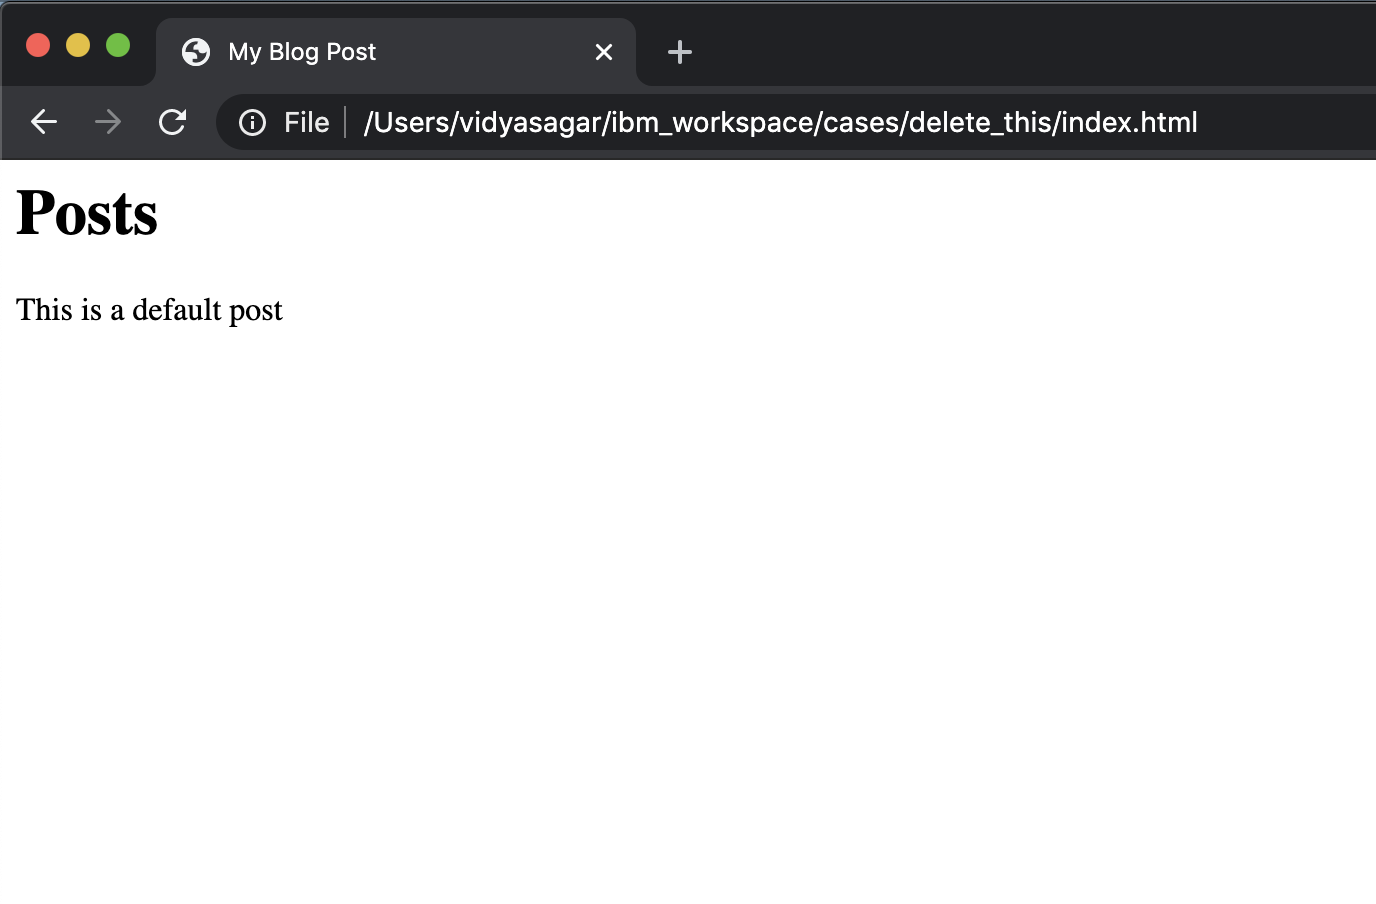 My Blog Post
File /Users/vidyasagar/ibm_workspace/cases/delete_this/index.html
Posts
This is a default post